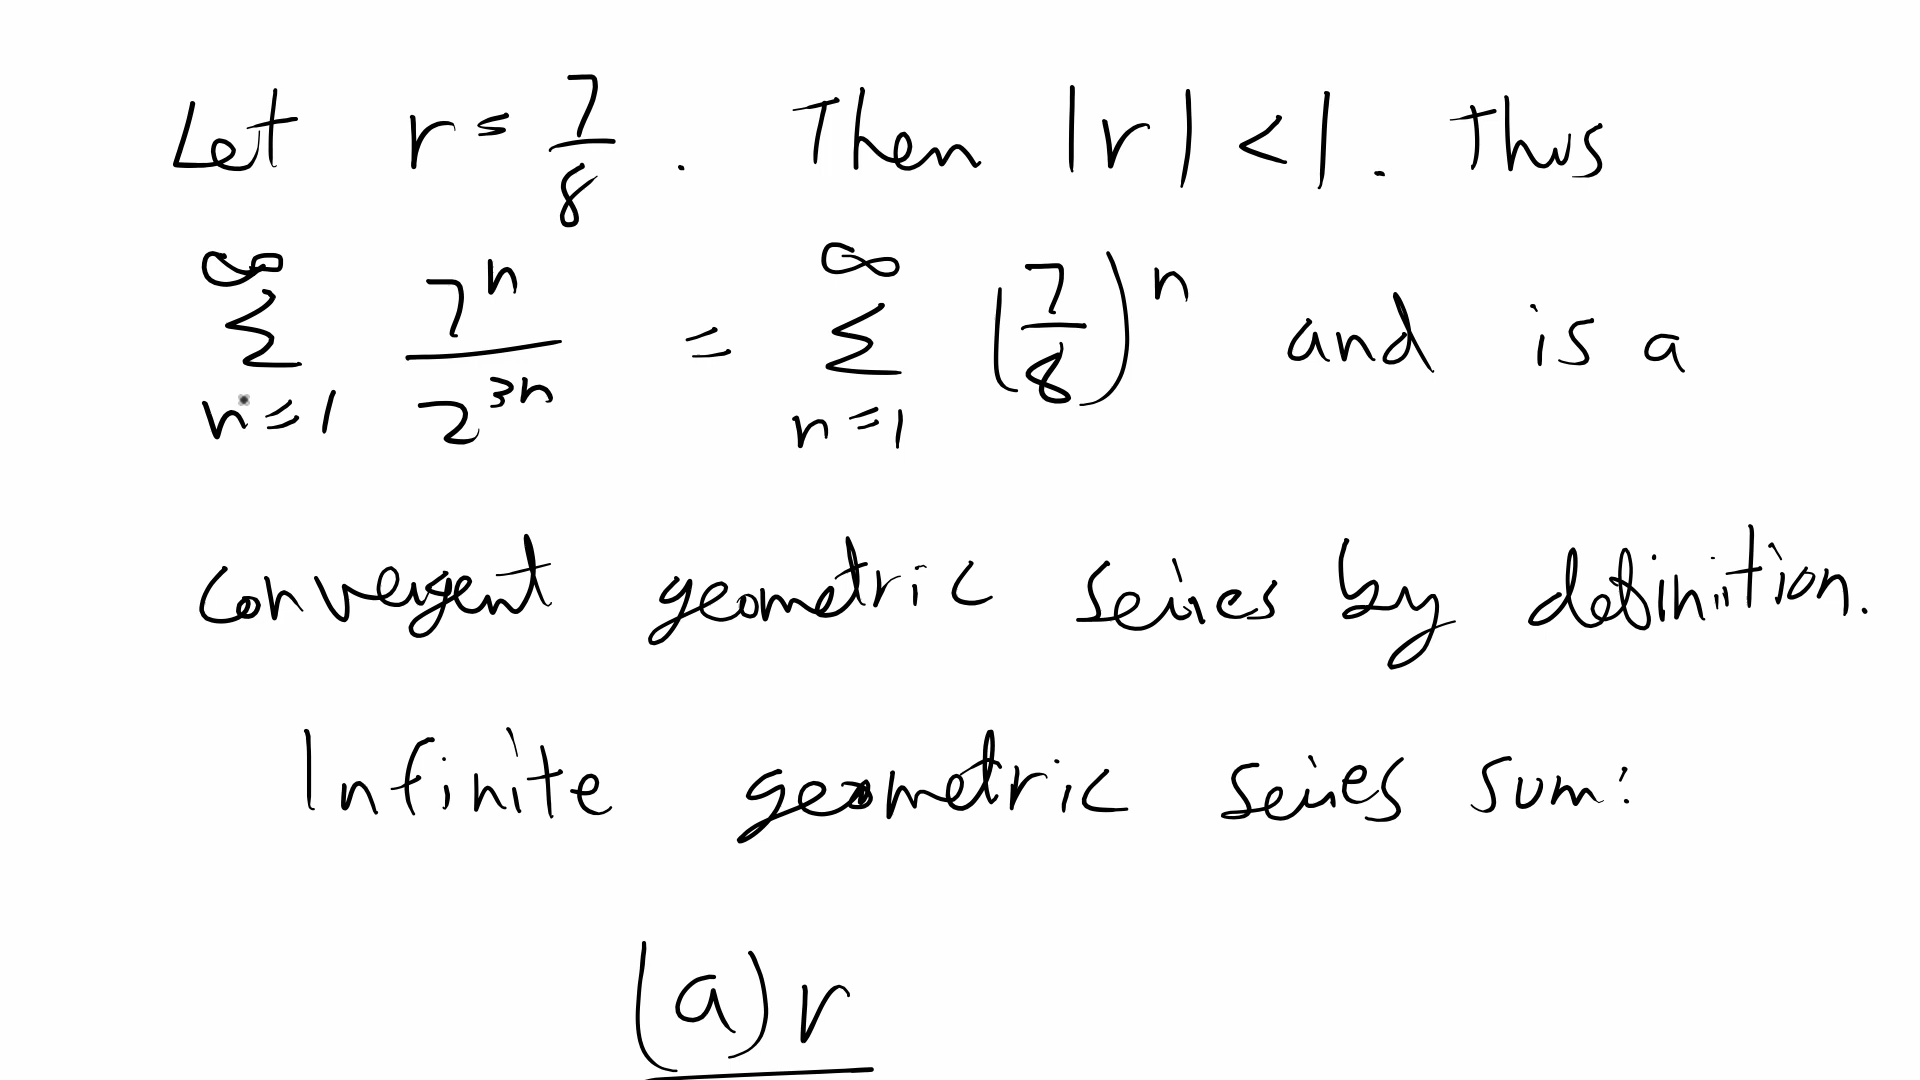 Let r = 7/8 . Then |r| < 1 . Thus
∞∑n=1 7^n / 2^{3n} = ∞∑n=1 (7/8)^n and is a
convergent geometric series by definition.
Infinite geometric series sum:
(a) r